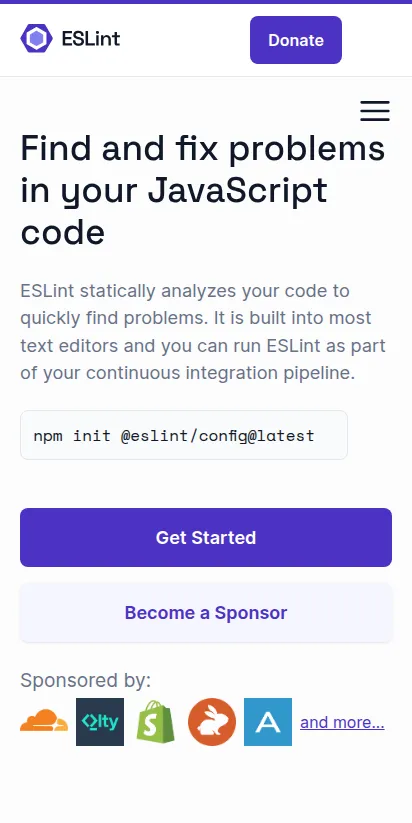 ESLint
Donate
Find and fix problems
in your JavaScript
code
ESLint statically analyzes your code to
quickly find problems. It is built into most
text editors and you can run ESLint as part
of your continuous integration pipeline.
npm init @eslint/config@latest
Get Started
Become a Sponsor
Sponsored by:
<>lty
S
A
and more...